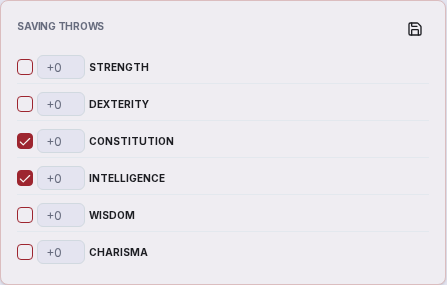 SAVING THROWS
+0 STRENGTH
+0 DEXTERITY
+0 CONSTITUTION
+0 INTELLIGENCE
+0 WISDOM
+0 CHARISMA